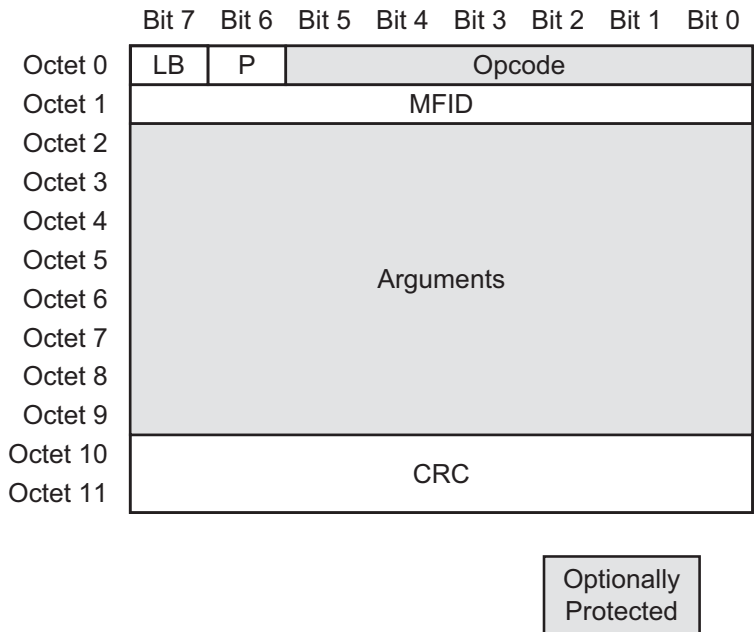 Bit 7 Bit 6 Bit 5 Bit 4 Bit 3 Bit 2 Bit 1 Bit 0
Octet 0 LB P Opcode
Octet 1 MFID
Octet 2
Octet 3
Octet 4
Octet 5
Arguments
Octet 6
Octet 7
Octet 8
Octet 9
Octet 10
CRC
Octet 11
Optionally
Protected